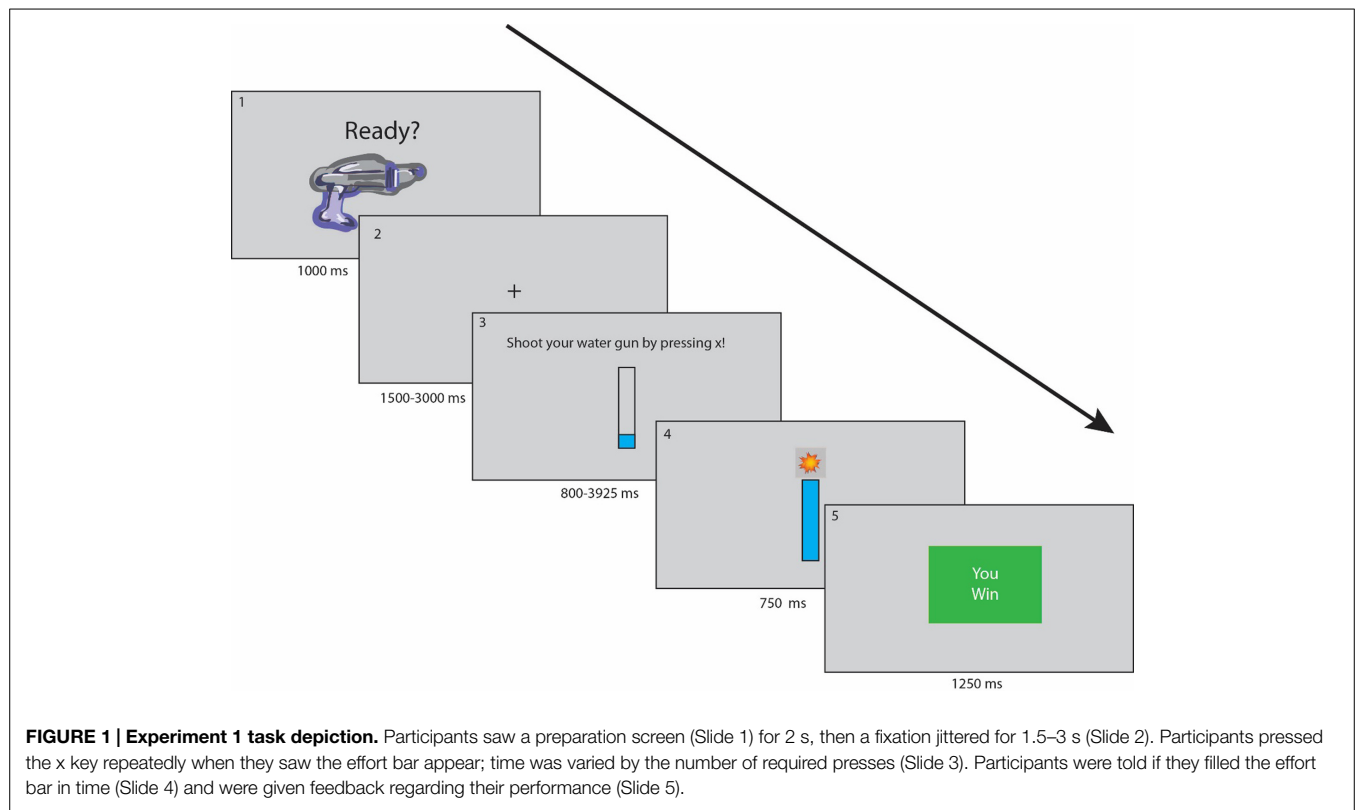 1
Ready?
1000 ms
2
+
1500-3000 ms
3
Shoot your water gun by pressing x!
800-3925 ms
4
750 ms
5
You
Win
1250 ms
FIGURE 1 | Experiment 1 task depiction. Participants saw a preparation screen (Slide 1) for 2 s, then a fixation jittered for 1.5–3 s (Slide 2). Participants pressed
the x key repeatedly when they saw the effort bar appear; time was varied by the number of required presses (Slide 3). Participants were told if they filled the effort
bar in time (Slide 4) and were given feedback regarding their performance (Slide 5).